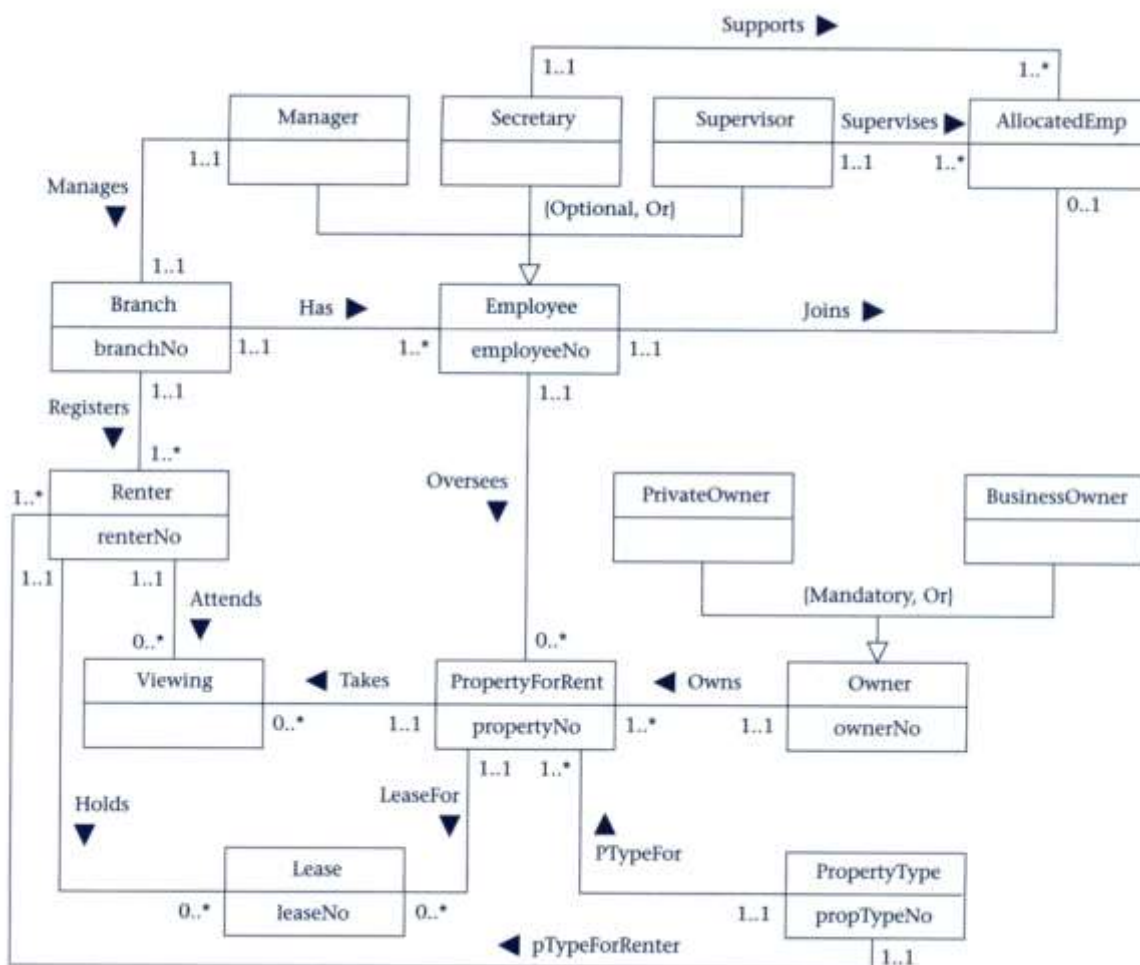 Supports ▶
1..1
1..*
Manager
Secretary
Supervisor
Supervises ▶
AllocatedEmp
1..1
1..1
1..*
Manages
▼
{Optional, Or}
0..1
1..1
Branch
Has ▶
Employee
Joins ▶
branchNo
1..1
1..*
employeeNo
1..1
1..1
1..1
Registers
▼
1..*
1..*
Renter
Oversees
▼
PrivateOwner
BusinessOwner
renterNo
1..1
1..1
Attends
▼
{Mandatory, Or}
0..*
0..*
Viewing
◀ Takes
PropertyForRent
◀ Owns
Owner
0..*
1..1
propertyNo
1..*
1..1
ownerNo
1..1
1..*
Holds
▼
LeaseFor
▼
▲
PTypeFor
Lease
PropertyType
0..*
leaseNo
0..*
1..1
propTypeNo
◀ pTypeForRenter
1..1